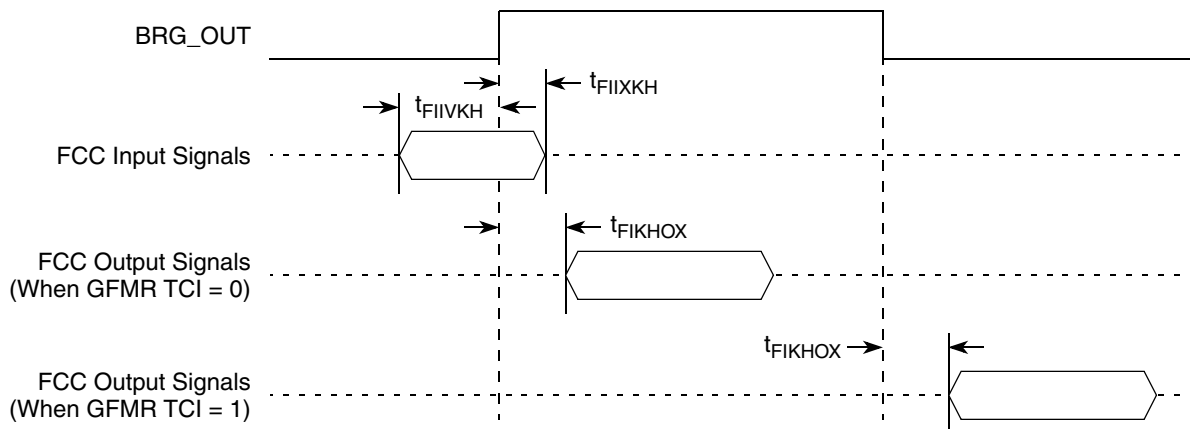 BRG_OUT
tFIIXKH
tFIIVKH
FCC Input Signals
tFIKHOX
FCC Output Signals
(When GFMR TCI = 0)
tFIKHOX
FCC Output Signals
(When GFMR TCI = 1)